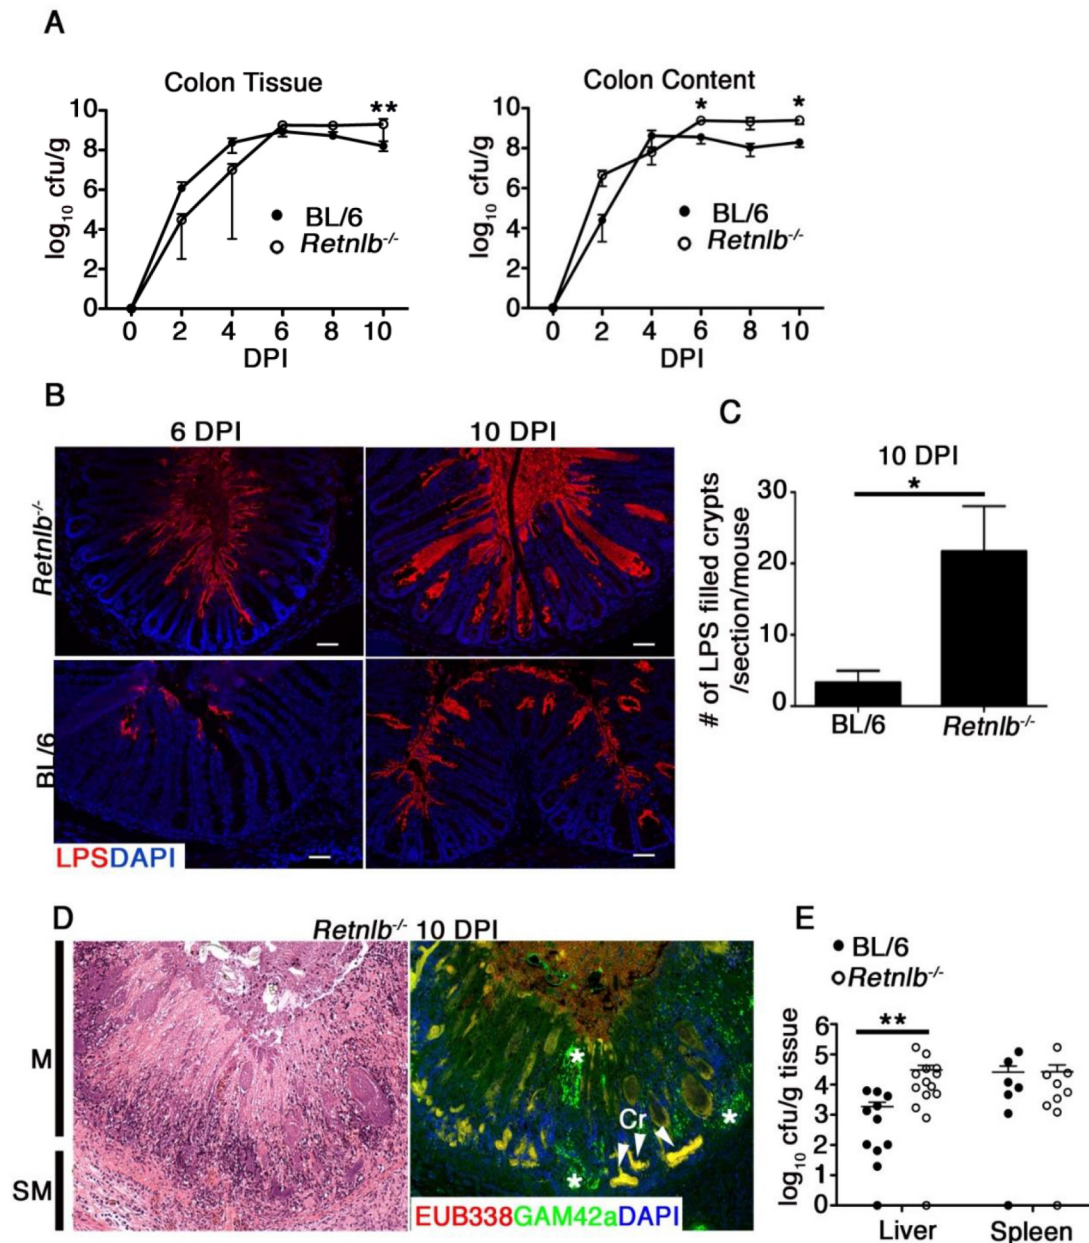 A
Colon Tissue
log10 cfu/g
10
8
6
4
2
0
**
BL/6
Retnlb-/-
0 2 4 6 8 10
DPI
Colon Content
log10 cfu/g
10
8
6
4
2
0
* *
BL/6
Retnlb-/-
0 2 4 6 8 10
DPI
B
6 DPI 10 DPI
Retnlb-/-
BL/6
LPSDAPI
C
10 DPI
*
# of LPS filled crypts
/section/mouse
30
20
10
0
BL/6 Retnlb-/-
D
Retnlb-/- 10 DPI
M
SM
*
*
Cr
*
EUB338GAM42aDAPI
E
BL/6
Retnlb-/-
**
log10 cfu/g tissue
6
5
4
3
2
1
0
Liver Spleen